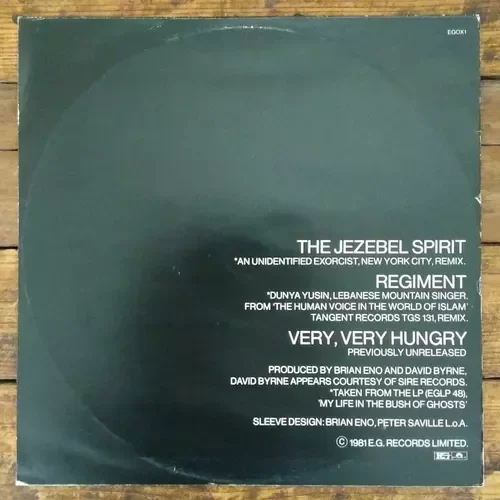 EGOX1
THE JEZEBEL SPIRIT
*AN UNIDENTIFIED EXORCIST, NEW YORK CITY, REMIX.
REGIMENT
*DUNYA YUSIN, LEBANESE MOUNTAIN SINGER.
FROM 'THE HUMAN VOICE IN THE WORLD OF ISLAM'
TANGENT RECORDS TGS 131, REMIX.
VERY, VERY HUNGRY
PREVIOUSLY UNRELEASED
PRODUCED BY BRIAN ENO AND DAVID BYRNE,
DAVID BYRNE APPEARS COURTESY OF SIRE RECORDS.
*TAKEN FROM THE LP (EGLP 48),
'MY LIFE IN THE BUSH OF GHOSTS'
SLEEVE DESIGN: BRIAN ENO, PETER SAVILLE L.o.A.
© 1981 E.G. RECORDS LIMITED.